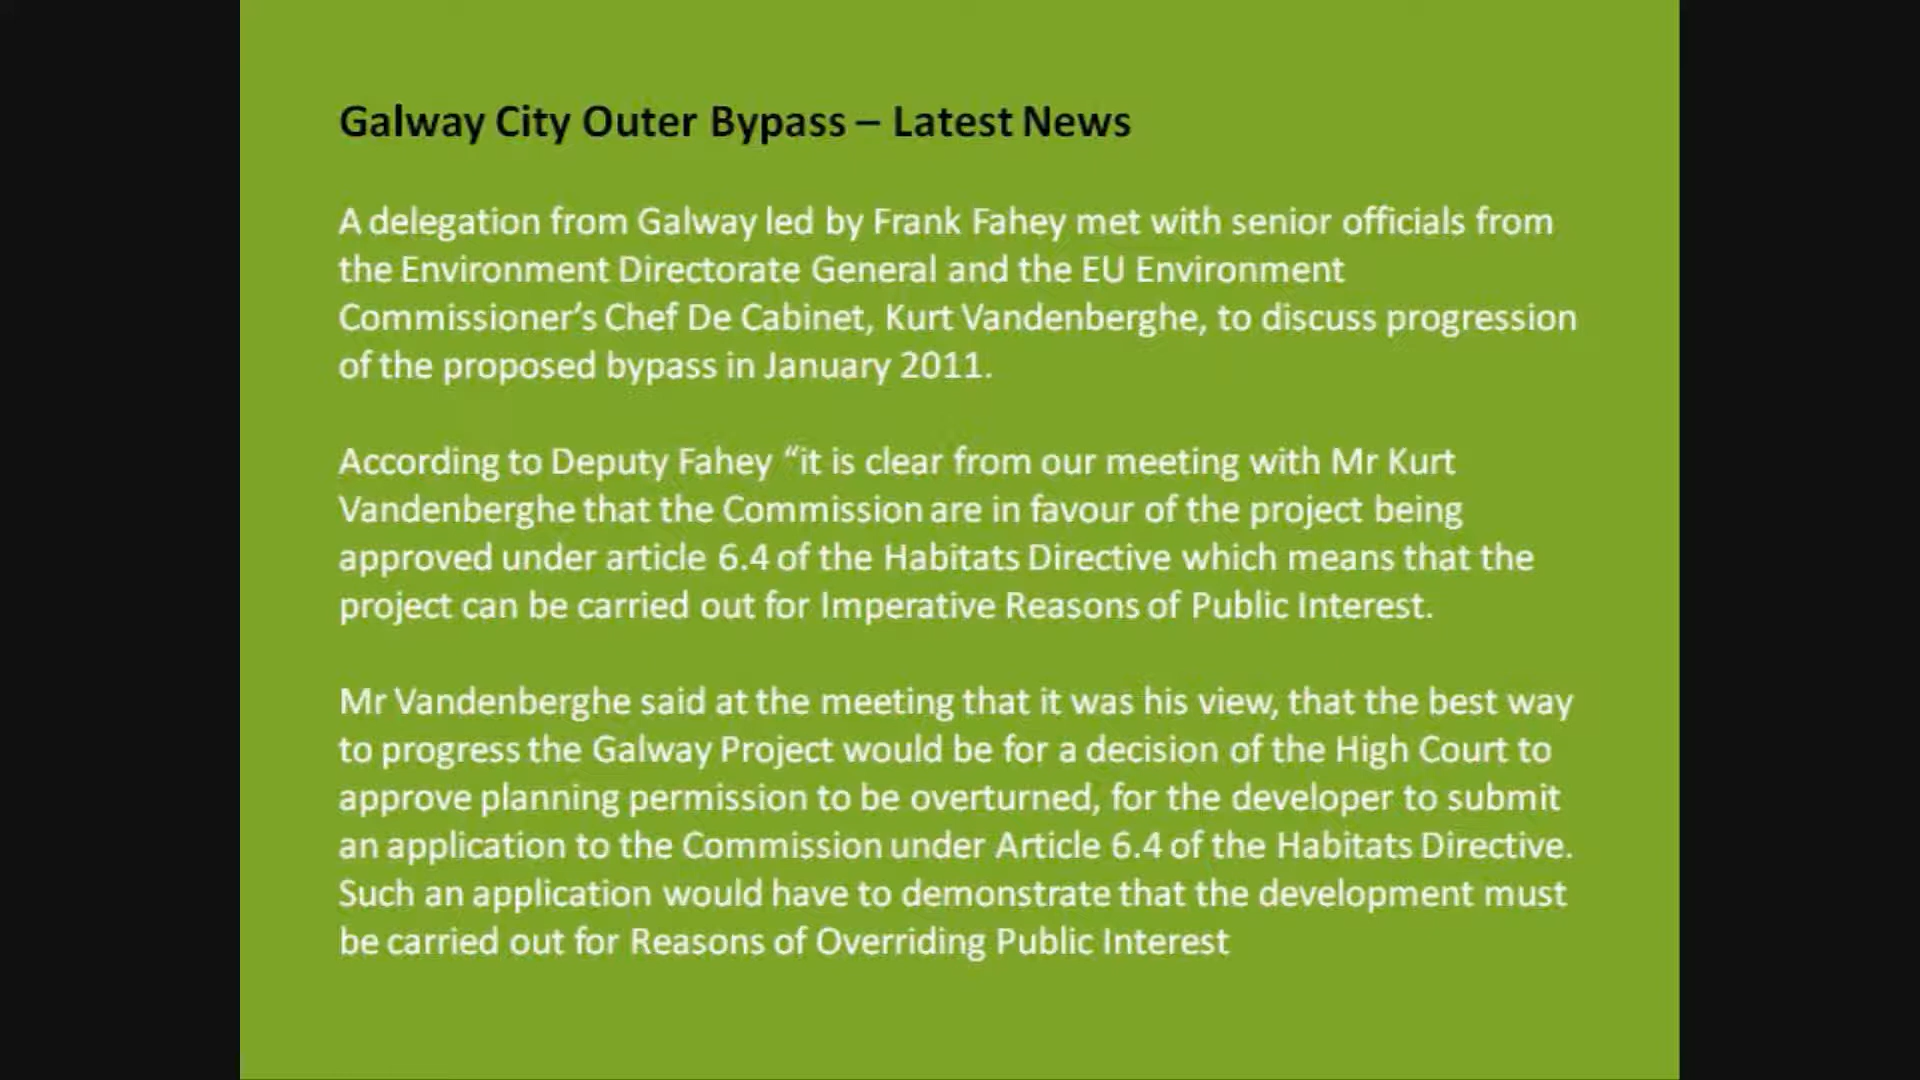 Galway City Outer Bypass – Latest News
A delegation from Galway led by Frank Fahey met with senior officials from
the Environment Directorate General and the EU Environment
Commissioner’s Chef De Cabinet, Kurt Vandenberghe, to discuss progression
of the proposed bypass in January 2011.
According to Deputy Fahey “it is clear from our meeting with Mr Kurt
Vandenberghe that the Commission are in favour of the project being
approved under article 6.4 of the Habitats Directive which means that the
project can be carried out for Imperative Reasons of Public Interest.
Mr Vandenberghe said at the meeting that it was his view, that the best way
to progress the Galway Project would be for a decision of the High Court to
approve planning permission to be overturned, for the developer to submit
an application to the Commission under Article 6.4 of the Habitats Directive.
Such an application would have to demonstrate that the development must
be carried out for Reasons of Overriding Public Interest